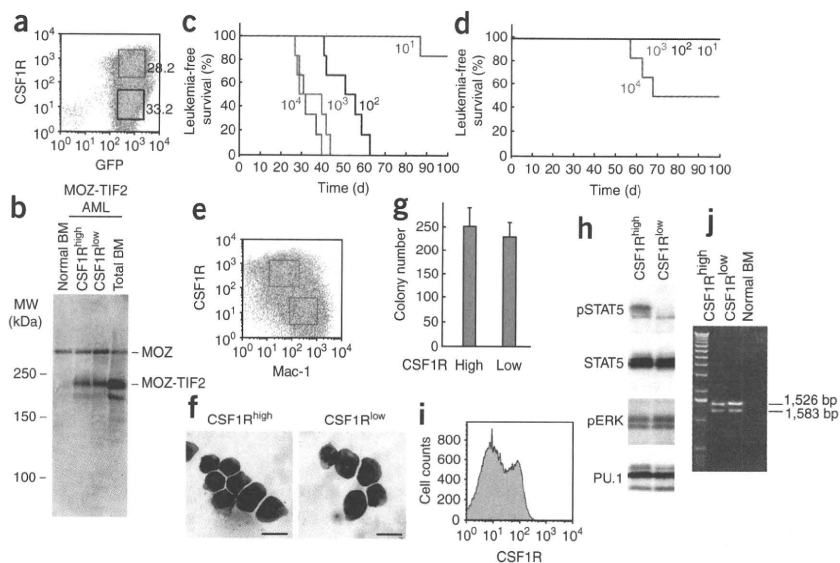 a
CSF1R
10⁴
10³
10²
10¹
10⁰
28.2
33.2
10⁰ 10¹ 10² 10³ 10⁴
GFP
b
MOZ-TIF2
AML
Normal BM
CSF1Rhigh
CSF1Rlow
Total BM
MW
(kDa)
250
150
100
MOZ
MOZ-TIF2
c
Leukemia-free
survival (%)
100
80
60
40
20
0
10¹
10⁴
10³
10²
0 20 40 60 80 100
Time (d)
d
Leukemia-free
survival (%)
100
80
60
40
20
0
10³ 10² 10¹
10⁴
0 10 20 30 40 50 60 70 80 90 100
Time (d)
e
CSF1R
10⁴
10³
10²
10¹
10⁰
10⁰ 10¹ 10² 10³ 10⁴
Mac-1
f
CSF1Rhigh
CSF1Rlow
g
Colony number
250
200
150
100
50
0
CSF1R High Low
h
CSF1Rhigh
CSF1Rlow
pSTAT5
STAT5
pERK
PU.1
i
Cell counts
800
600
400
200
0
10⁰ 10¹ 10² 10³ 10⁴
CSF1R
j
CSF1Rhigh
CSF1Rlow
Normal BM
1,526 bp
1,583 bp